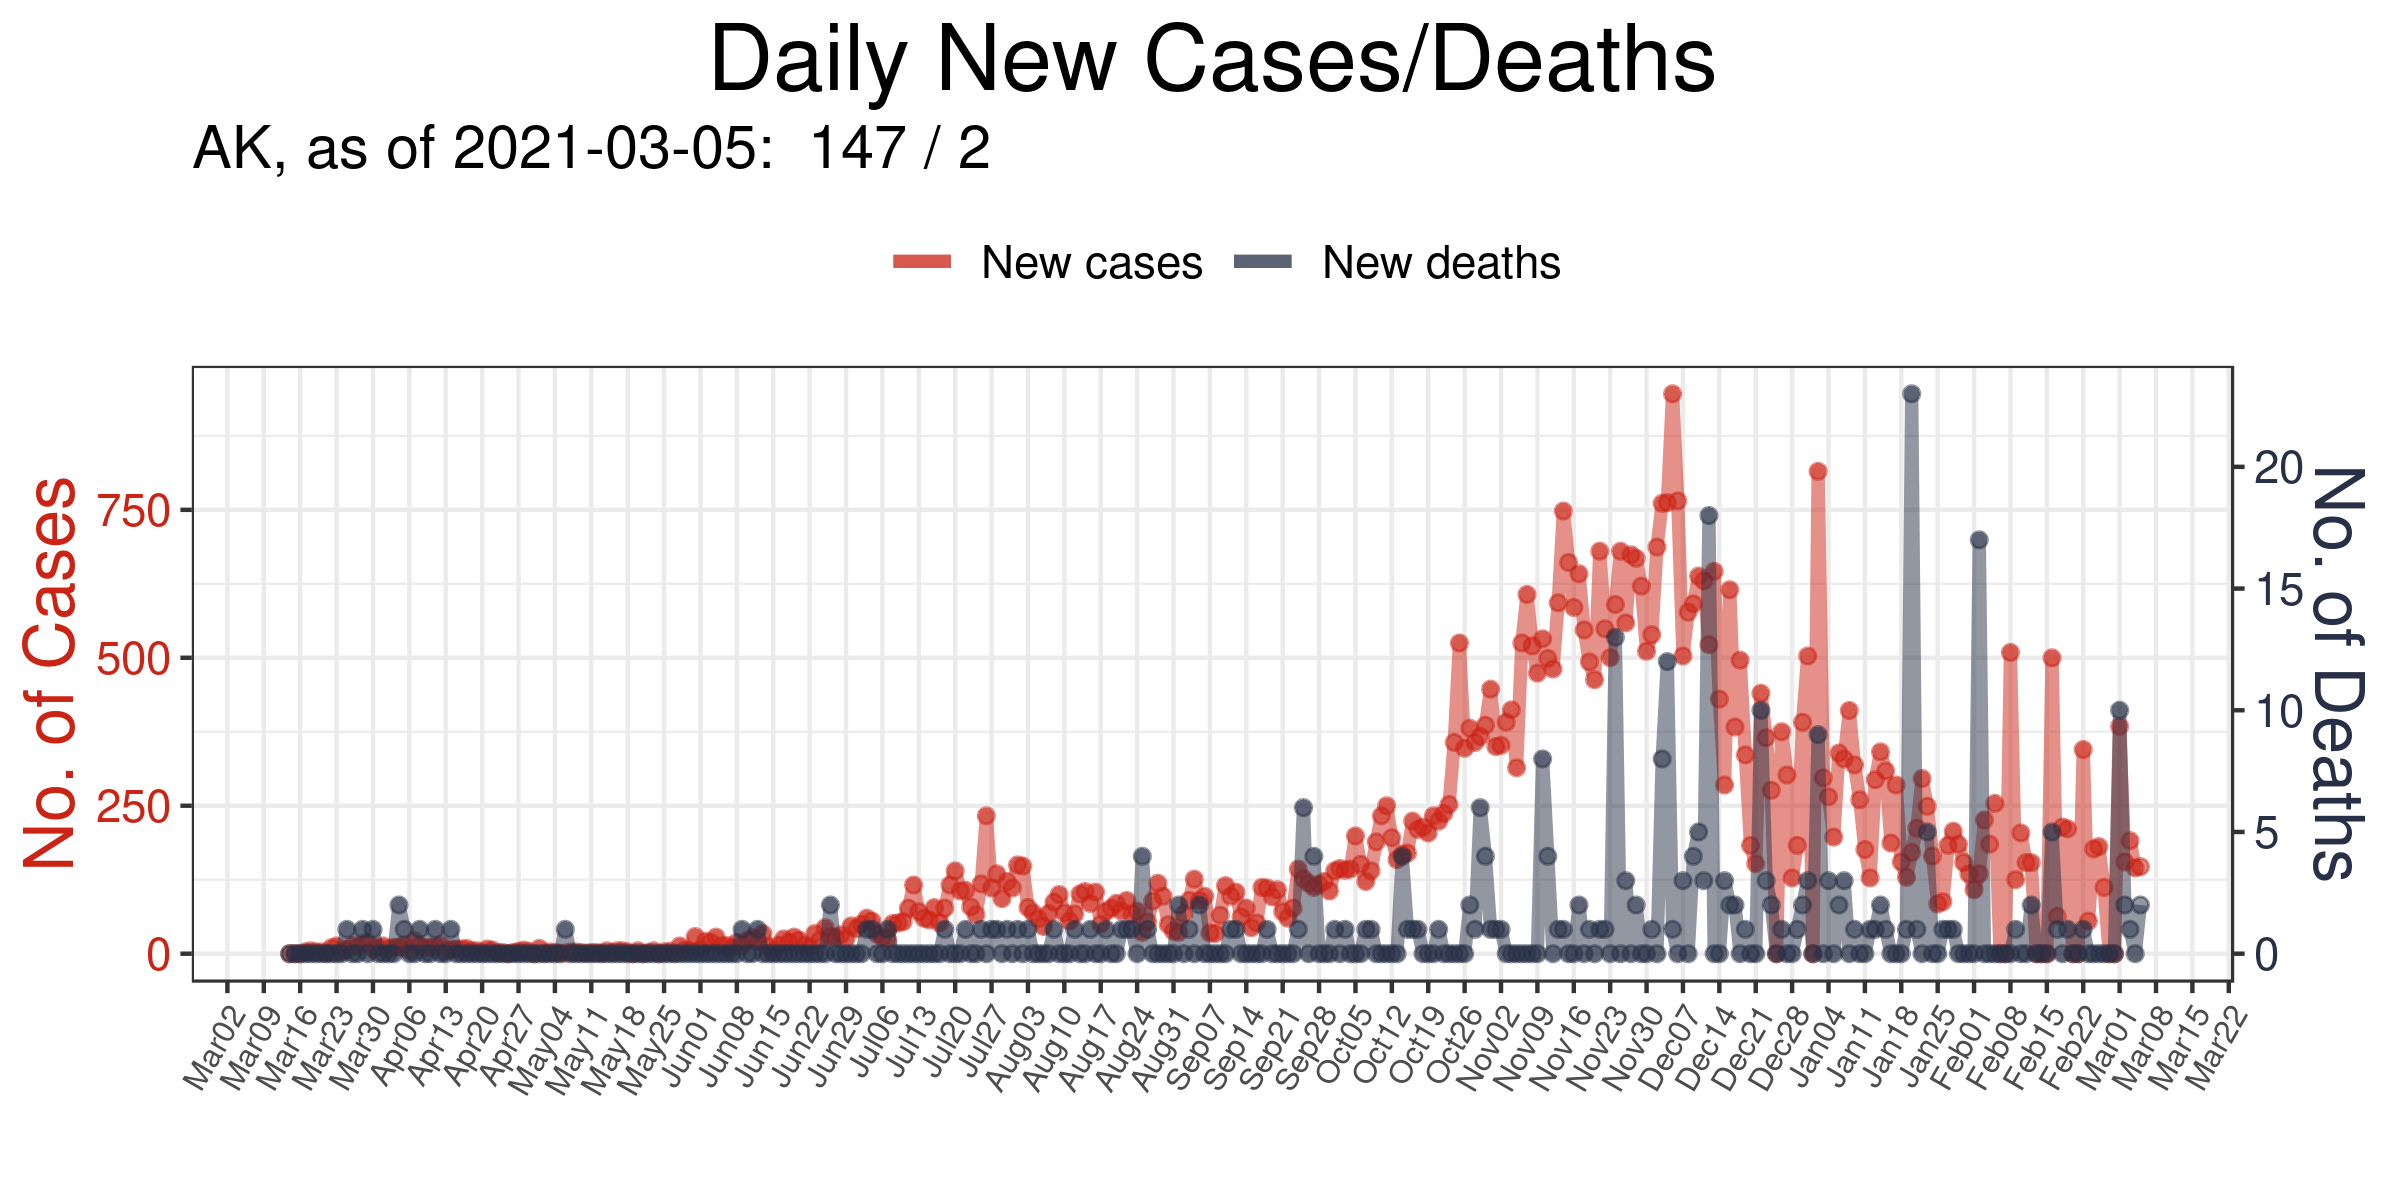 Daily New Cases/Deaths
AK, as of 2021-03-05: 147 / 2
New cases
New deaths
No. of Cases
750
500
250
0
20
15
10
5
0
No. of Deaths
Mar02
Mar09
Mar16
Mar23
Mar30
Apr06
Apr13
Apr20
Apr27
May04
May11
May18
May25
Jun01
Jun08
Jun15
Jun22
Jun29
Jul06
Jul13
Jul20
Jul27
Aug03
Aug10
Aug17
Aug24
Aug31
Sep07
Sep14
Sep21
Sep28
Oct05
Oct12
Oct19
Oct26
Nov02
Nov09
Nov16
Nov23
Nov30
Dec07
Dec14
Dec21
Dec28
Jan04
Jan11
Jan18
Jan25
Feb01
Feb08
Feb15
Feb22
Mar01
Mar08
Mar15
Mar22